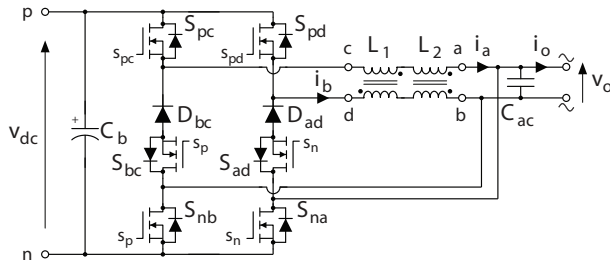 p
S_pc
S_pd
s_pc
s_pd
c
L_1
L_2
a
i_a
i_o
i_b
d
b
C_ac
v_o
D_bc
D_ad
v_dc
+
C_b
S_bc
s_p
S_ad
s_n
S_nb
S_na
s_p
s_n
n